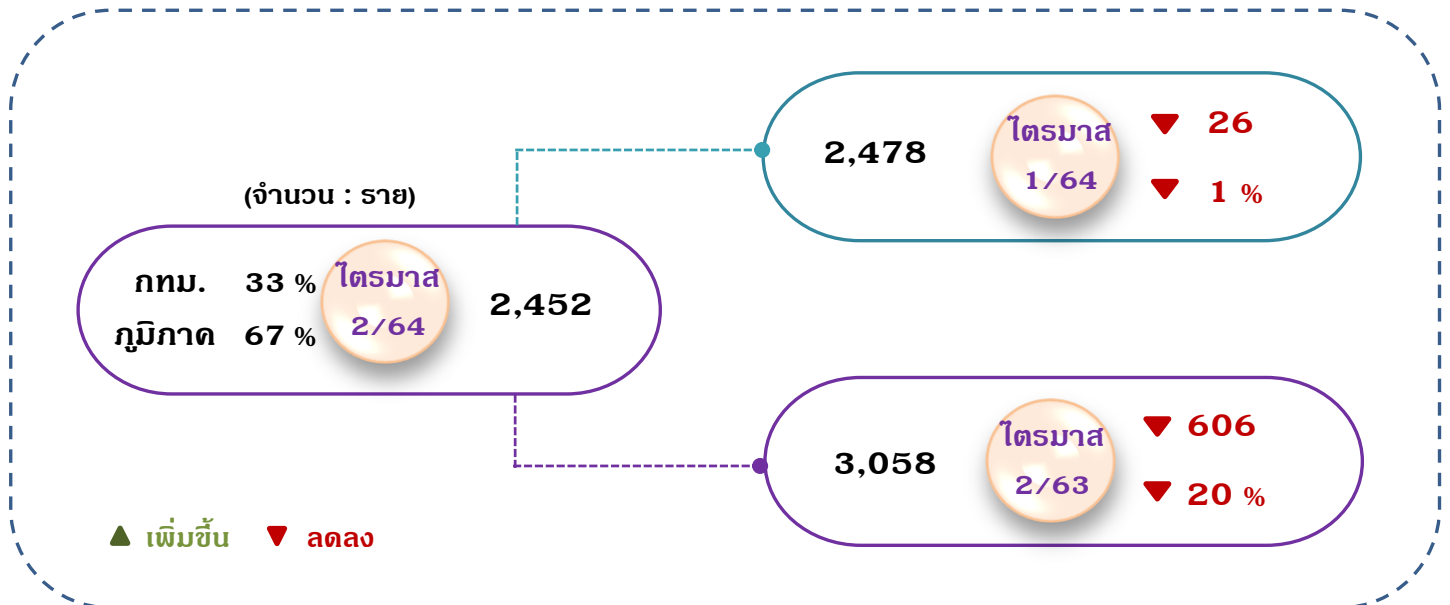 (จำนวน : ราย)
กทม. 33 %
ภูมิภาค 67 %
ไตรมาส
2/64
2,452
2,478
ไตรมาส
1/64
▼ 26
▼ 1 %
3,058
ไตรมาส
2/63
▼ 606
▼ 20 %
▲ เพิ่มขึ้น ▼ ลดลง